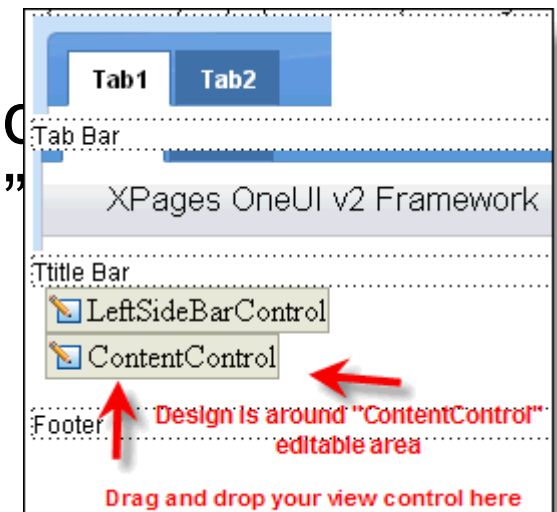 Tab1 Tab2
Tab Bar
”
XPages OneUI v2 Framework
Ttitle Bar
LeftSideBarControl
ContentControl
Design is around "ContentControl"
editable area
Footer
Drag and drop your view control here